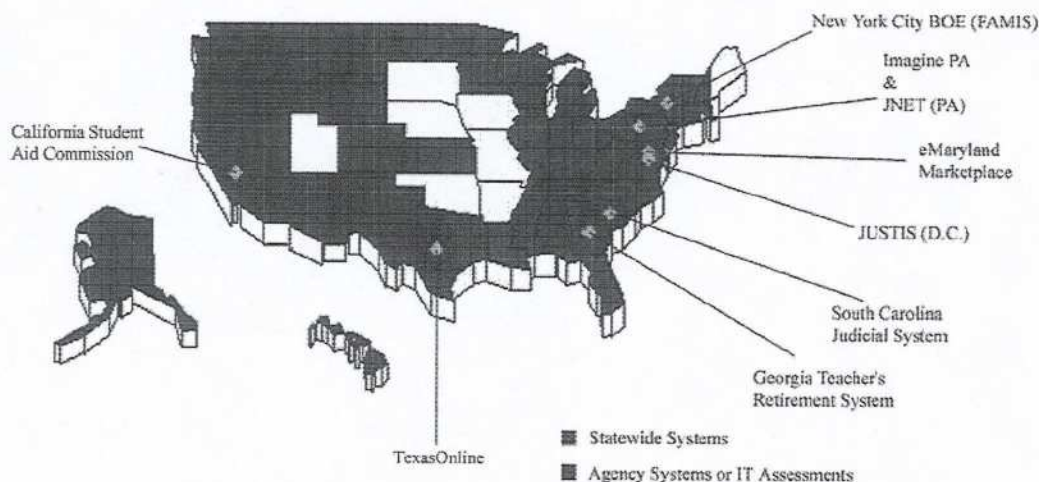 New York City BOE (FAMIS)
Imagine PA
&
JNET (PA)
California Student
Aid Commission
eMaryland
Marketplace
JUSTIS (D.C.)
South Carolina
Judicial System
Georgia Teacher's
Retirement System
TexasOnline
Statewide Systems
Agency Systems or IT Assessments